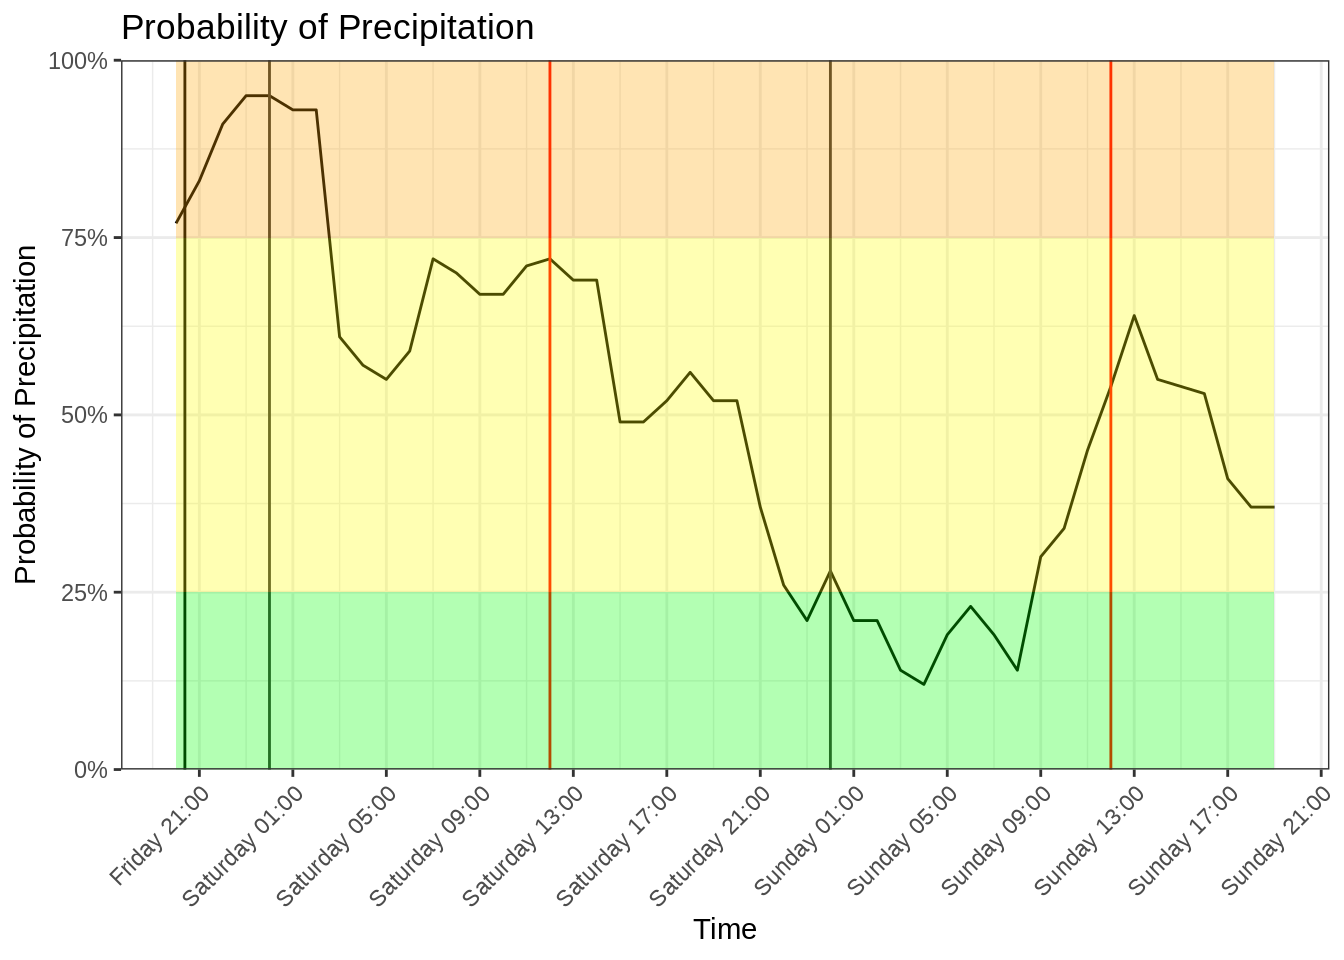 Probability of Precipitation
100%
75%
50%
25%
0%
Probability of Precipitation
Friday 21:00
Saturday 01:00
Saturday 05:00
Saturday 09:00
Saturday 13:00
Saturday 17:00
Saturday 21:00
Sunday 01:00
Sunday 05:00
Sunday 09:00
Sunday 13:00
Sunday 17:00
Sunday 21:00
Time